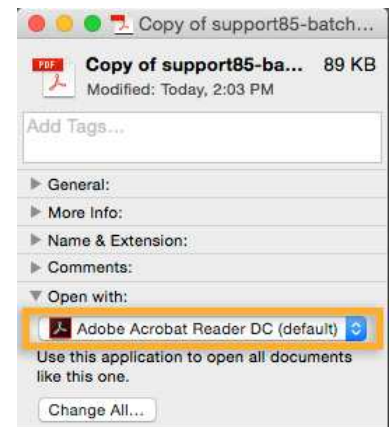 Copy of support85-batch...
PDF
Copy of support85-ba... 89 KB
Modified: Today, 2:03 PM
Add Tags...
General:
More Info:
Name & Extension:
Comments:
Open with:
Adobe Acrobat Reader DC (default)
Use this application to open all documents
like this one.
Change All...